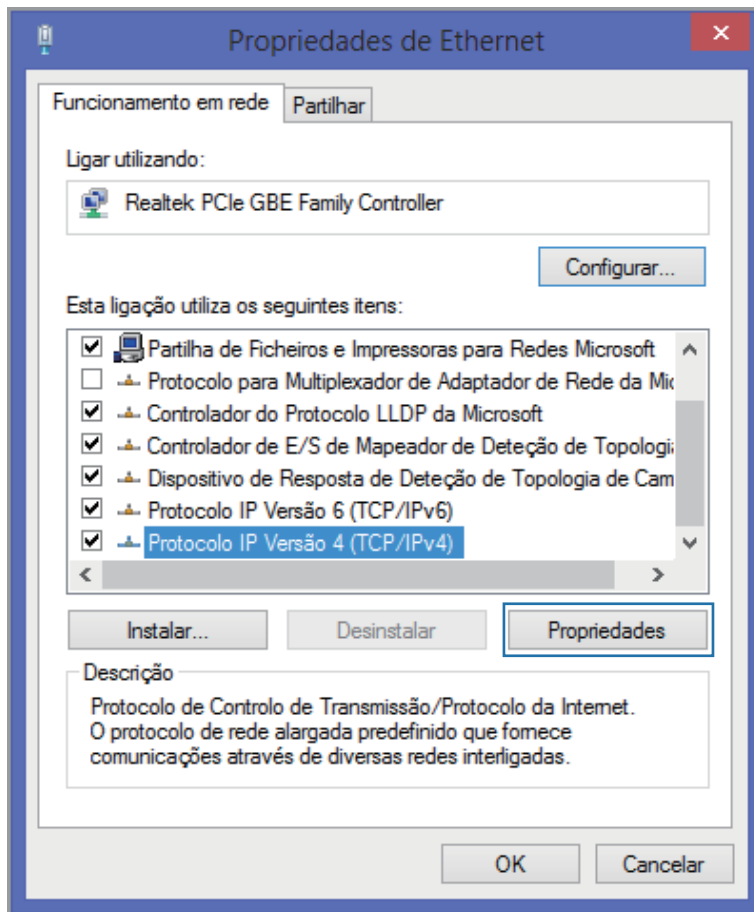 Propriedades de Ethernet
Funcionamento em rede
Partilhar
Ligar utilizando:
Realtek PCIe GBE Family Controller
Configurar...
Esta ligação utiliza os seguintes itens:
Partilha de Ficheiros e Impressoras para Redes Microsoft
Protocolo para Multiplexador de Adaptador de Rede da Mic
Controlador do Protocolo LLDP da Microsoft
Controlador de E/S de Mapeador de Deteção de Topologi
Dispositivo de Resposta de Deteção de Topologia de Cam
Protocolo IP Versão 6 (TCP/IPv6)
Protocolo IP Versão 4 (TCP/IPv4)
Instalar...
Desinstalar
Propriedades
Descrição
Protocolo de Controlo de Transmissão/Protocolo da Internet.
O protocolo de rede alargada predefinido que fornece
comunicações através de diversas redes interligadas.
OK
Cancelar